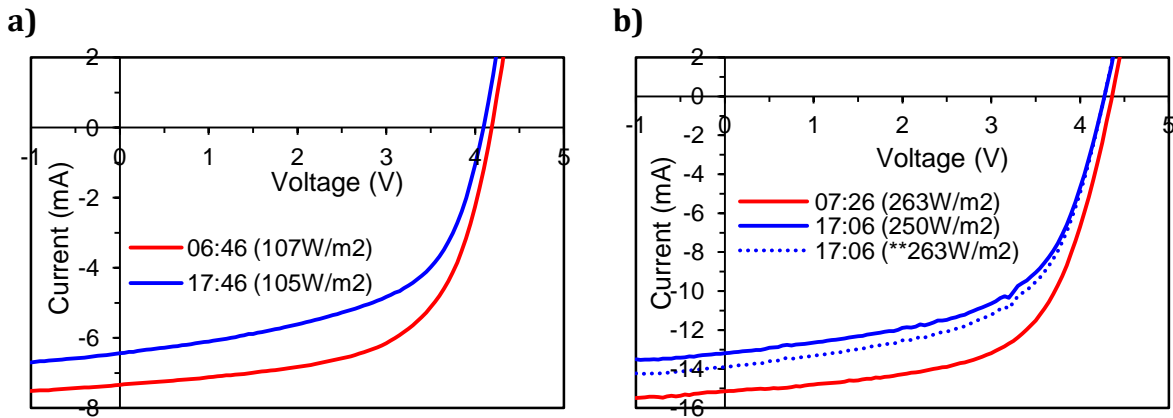 a)
2
0
-2
-4
-6
-8
-1
0
1
2
3
4
5
Current (mA)
Voltage (V)
06:46 (107W/m2)
17:46 (105W/m2)
b)
2
0
-2
-4
-6
-8
-10
-12
-14
-16
-1
0
1
2
3
4
5
Current (mA)
Voltage (V)
07:26 (263W/m2)
17:06 (250W/m2)
17:06 (**263W/m2)